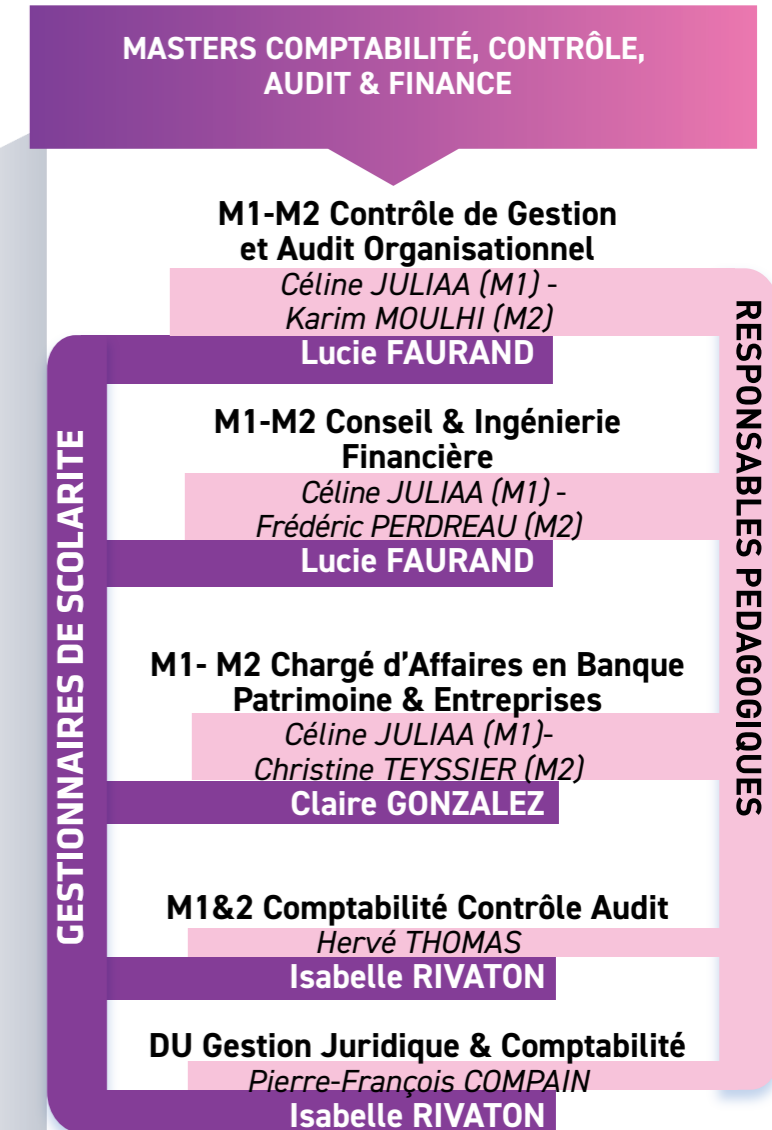 MASTERS COMPTABILITÉ, CONTRÔLE,
AUDIT & FINANCE
M1-M2 Contrôle de Gestion
et Audit Organisationnel
Céline JULIAA (M1) -
Karim MOULHI (M2)
Lucie FAURAND
M1-M2 Conseil & Ingénierie
Financière
Céline JULIAA (M1) -
Frédéric PERDREAU (M2)
Lucie FAURAND
M1- M2 Chargé d’Affaires en Banque
Patrimoine & Entreprises
Céline JULIAA (M1)-
Christine TEYSSIER (M2)
Claire GONZALEZ
M1&2 Comptabilité Contrôle Audit
Hervé THOMAS
Isabelle RIVATON
DU Gestion Juridique & Comptabilité
Pierre-François COMPAIN
Isabelle RIVATON
GESTIONNAIRES DE SCOLARITE
RESPONSABLES PEDAGOGIQUES